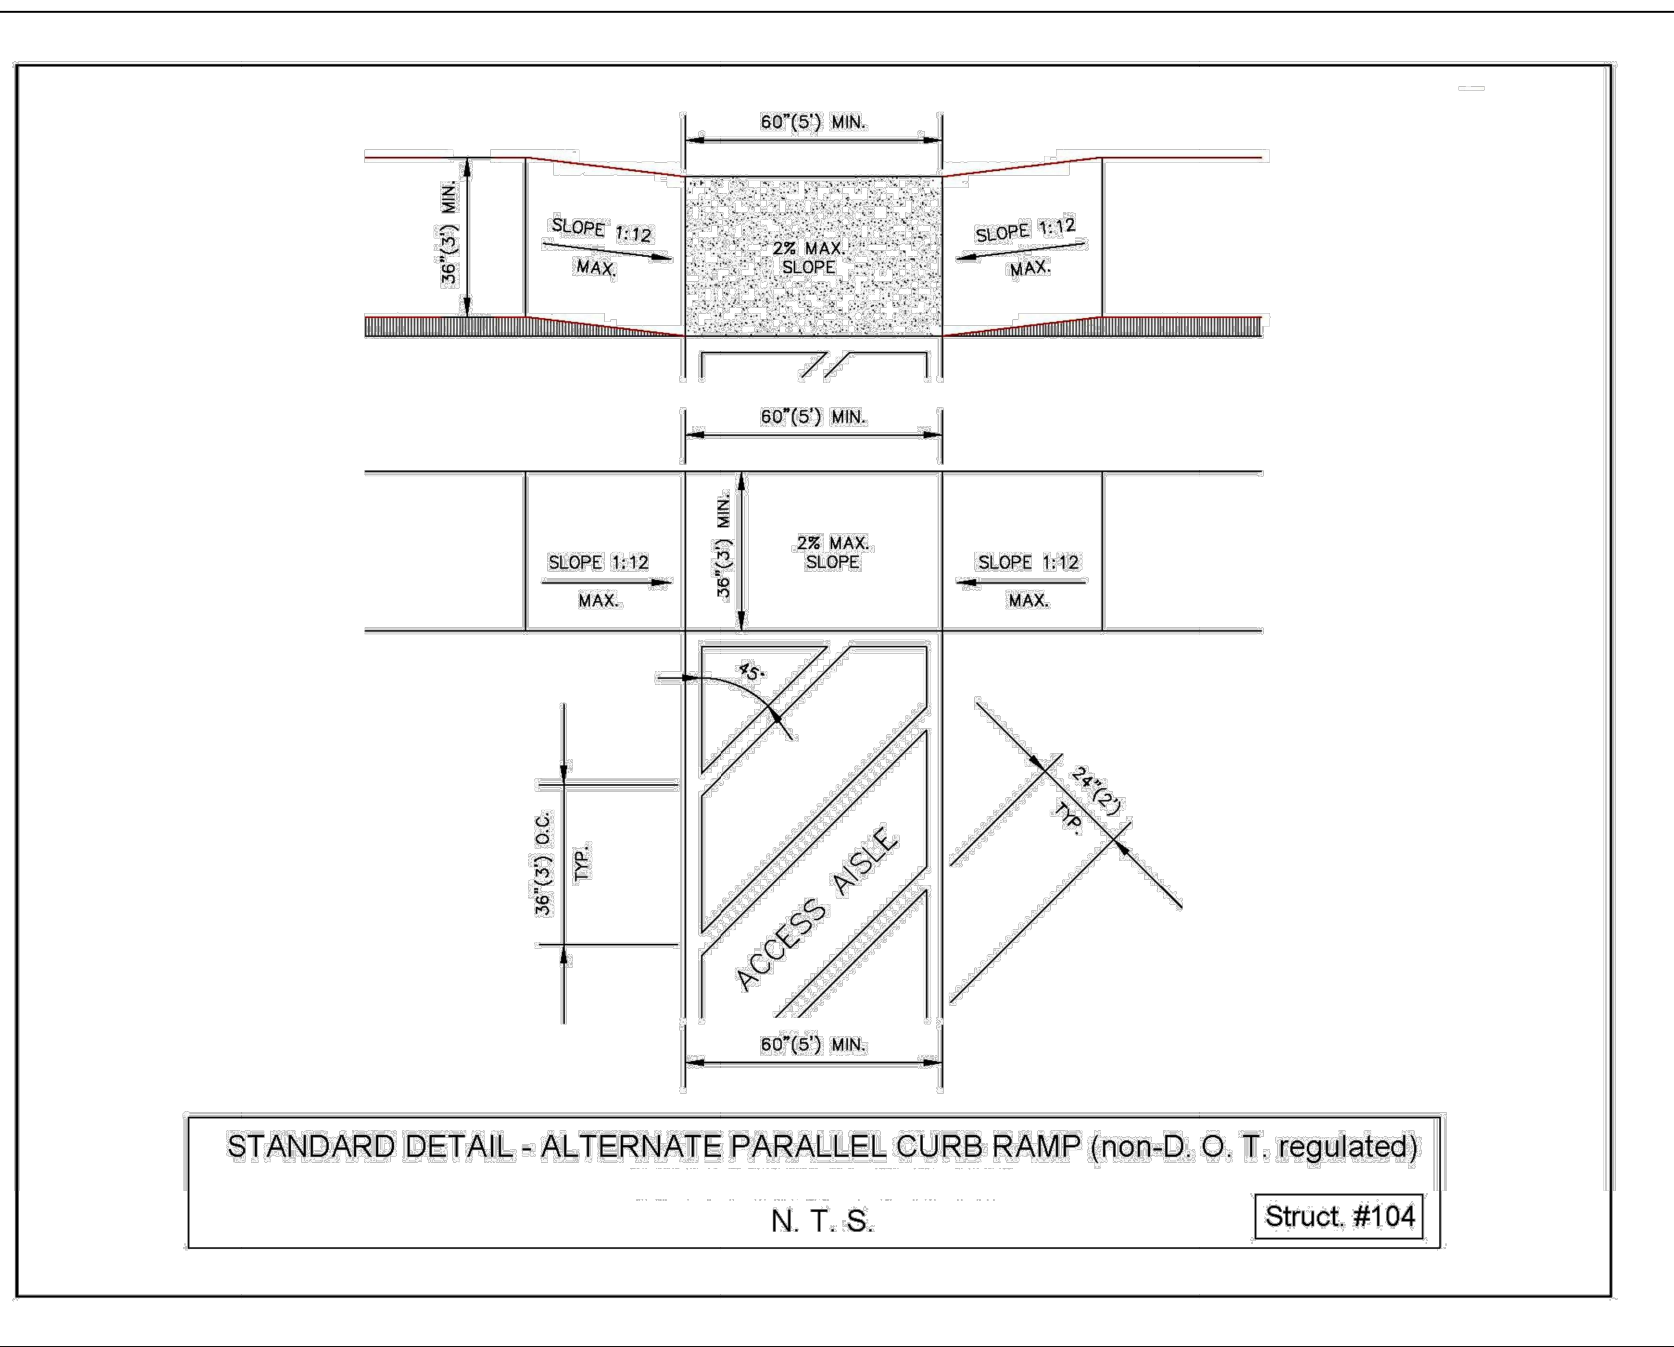 60"(5') MIN.
36"(3') MIN.
SLOPE 1:12
MAX.
2% MAX.
SLOPE
SLOPE 1:12
MAX.
60"(5') MIN.
36"(3') MIN.
SLOPE 1:12
MAX.
2% MAX.
SLOPE
SLOPE 1:12
MAX.
45°
36"(3') O.C.
TYP.
24"(2')
TYP.
ACCESS AISLE
60"(5') MIN.
STANDARD DETAIL - ALTERNATE PARALLEL CURB RAMP (non-D. O. T. regulated)
N. T. S.
Struct. #104